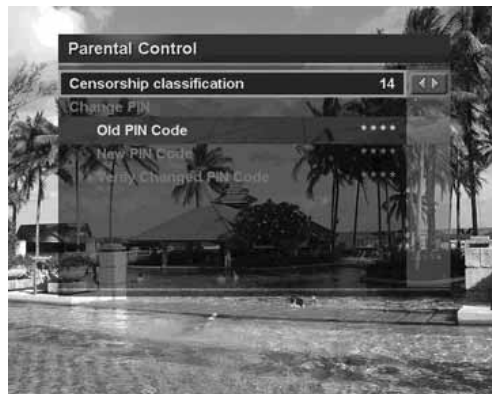 Parental Control
Censorship classification 14
Change PIN
Old PIN Code ****
New PIN Code ****
Verify Changed PIN Code ****